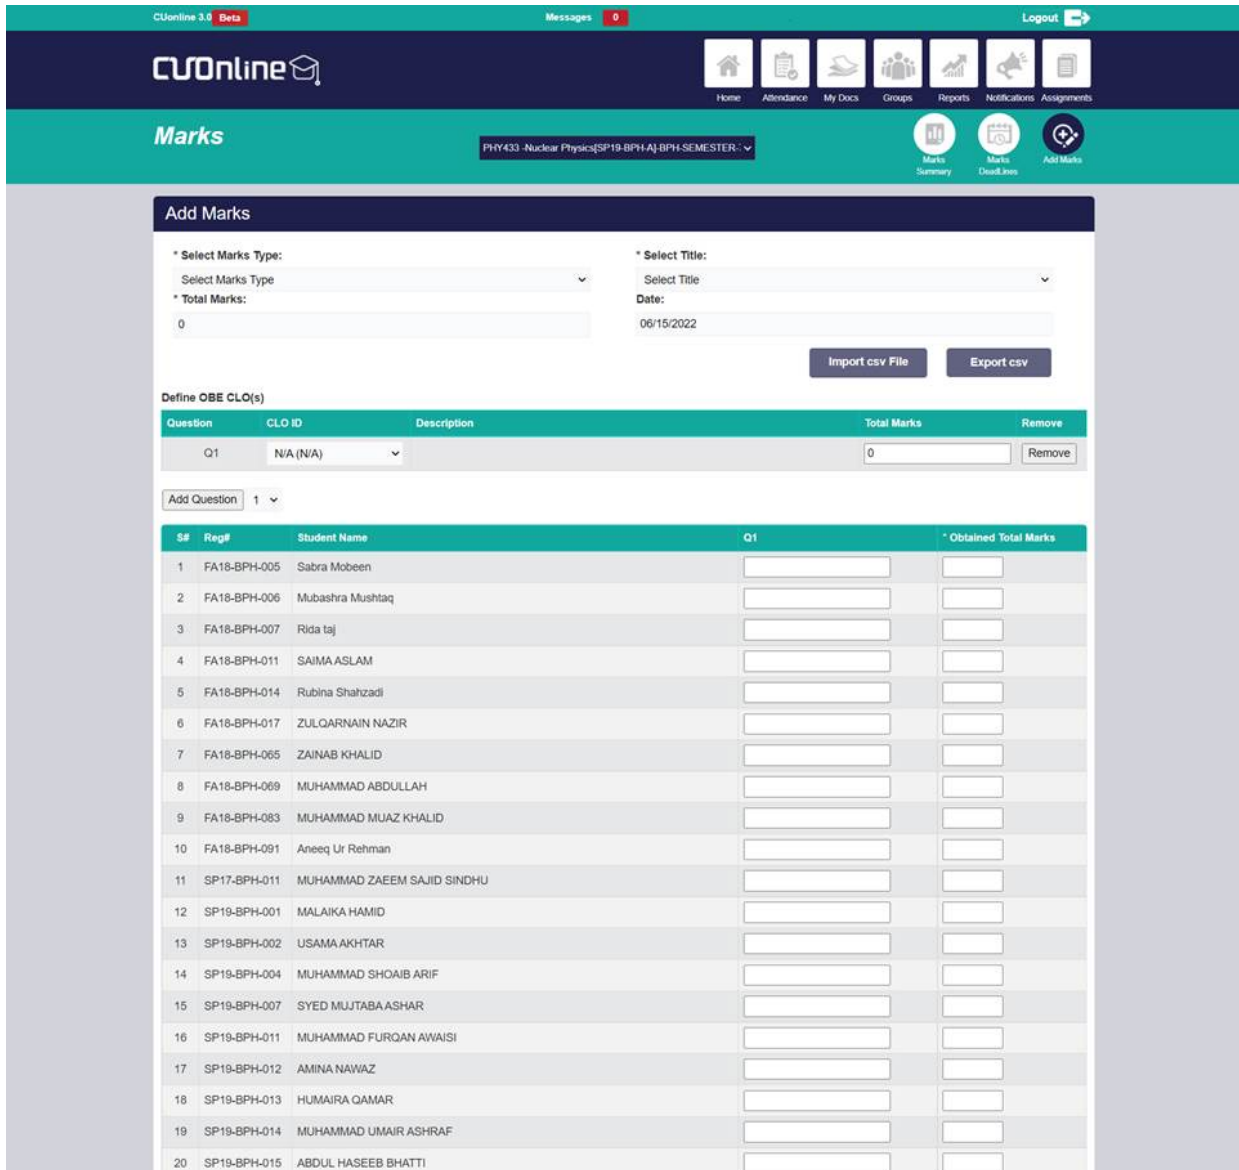 CUonline 3.0 Beta Messages 0 Logout
CUOnline
Home Attendance My Docs Groups Reports Notifications Assignments
Marks PHY433 -Nuclear Physics[SP19-BPH-A]-BPH-SEMESTER-
Marks Summary Marks DeadLines Add Marks
Add Marks
* Select Marks Type: * Select Title:
Select Marks Type Select Title
* Total Marks: Date:
0 06/15/2022
Import csv File Export csv
Define OBE CLO(s)
Question CLO ID Description Total Marks Remove
Q1 N/A (N/A) 0 Remove
Add Question 1
S# Reg# Student Name Q1 * Obtained Total Marks
1 FA18-BPH-005 Sabra Mobeen
2 FA18-BPH-006 Mubashra Mushtaq
3 FA18-BPH-007 Rida taj
4 FA18-BPH-011 SAIMA ASLAM
5 FA18-BPH-014 Rubina Shahzadi
6 FA18-BPH-017 ZULQARNAIN NAZIR
7 FA18-BPH-065 ZAINAB KHALID
8 FA18-BPH-069 MUHAMMAD ABDULLAH
9 FA18-BPH-083 MUHAMMAD MUAZ KHALID
10 FA18-BPH-091 Aneeq Ur Rehman
11 SP17-BPH-011 MUHAMMAD ZAEEM SAJID SINDHU
12 SP19-BPH-001 MALAIKA HAMID
13 SP19-BPH-002 USAMA AKHTAR
14 SP19-BPH-004 MUHAMMAD SHOAIB ARIF
15 SP19-BPH-007 SYED MUJTABA ASHAR
16 SP19-BPH-011 MUHAMMAD FURQAN AWAISI
17 SP19-BPH-012 AMINA NAWAZ
18 SP19-BPH-013 HUMAIRA QAMAR
19 SP19-BPH-014 MUHAMMAD UMAIR ASHRAF
20 SP19-BPH-015 ABDUL HASEEB BHATTI